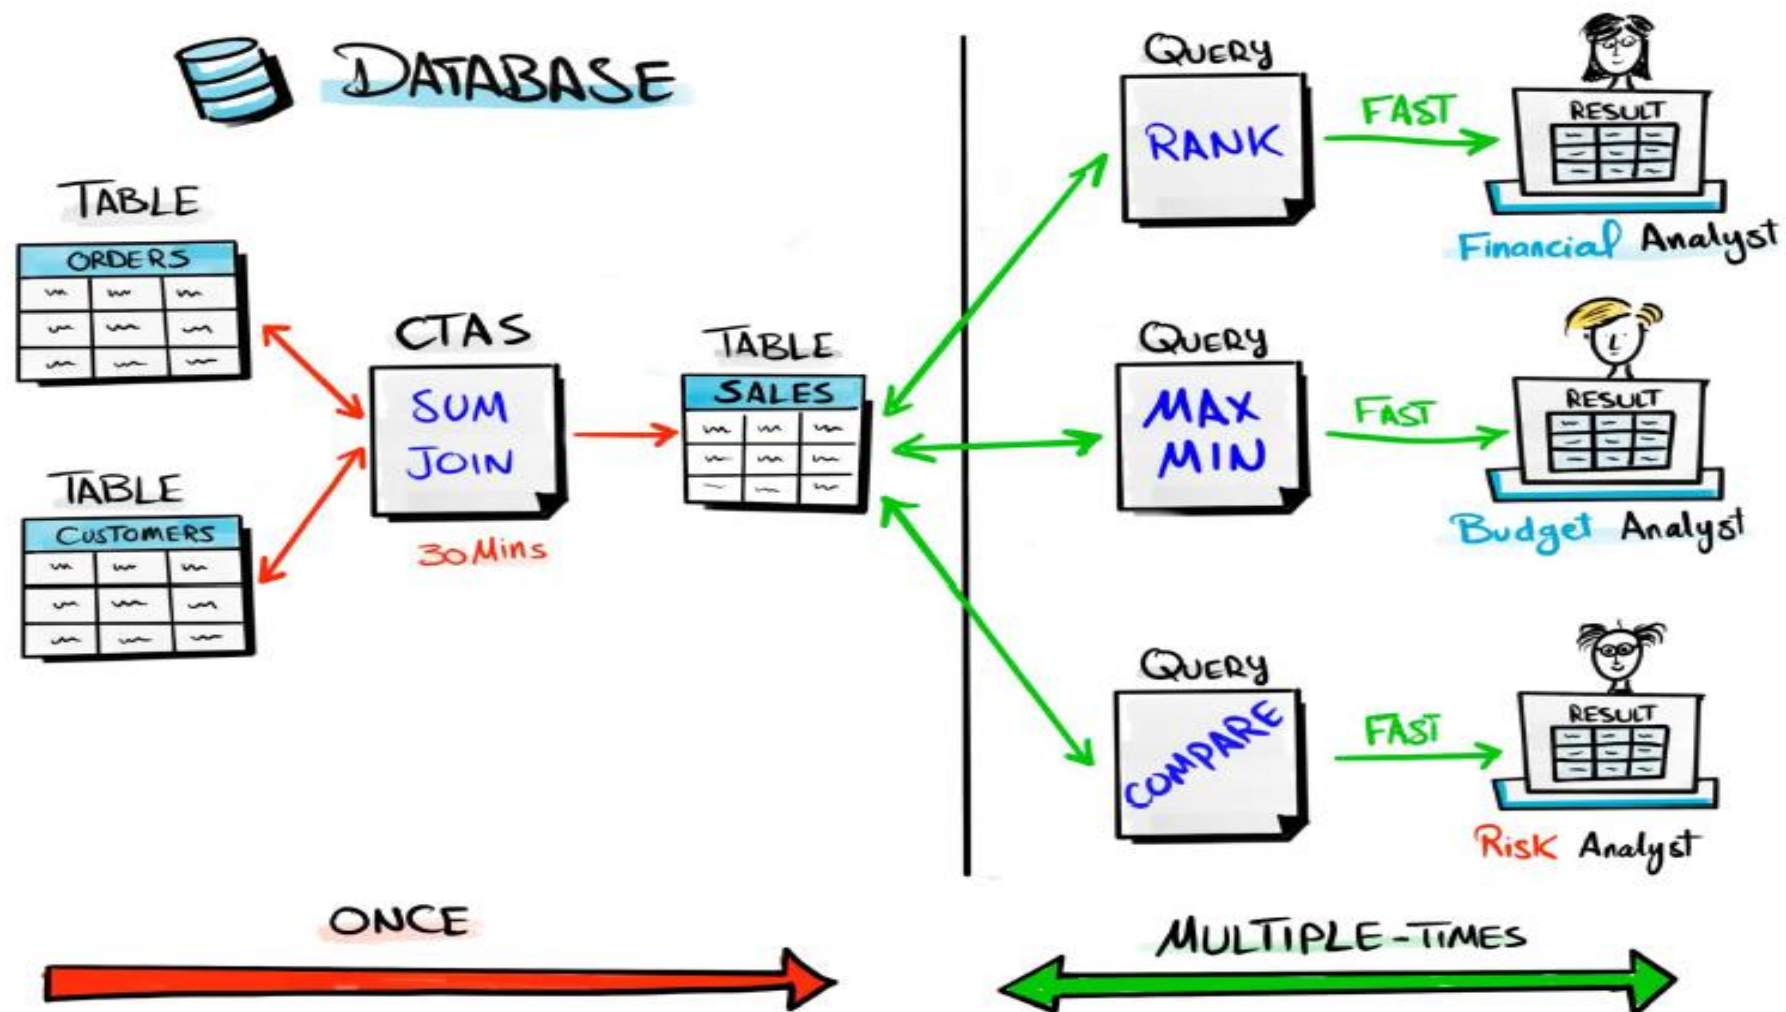 DATABASE
TABLE
ORDERS
TABLE
CUSTOMERS
CTAS
SUM
JOIN
30 Mins
TABLE
SALES
QUERY
RANK
FAST
RESULT
Financial Analyst
QUERY
MAX
MIN
FAST
RESULT
Budget Analyst
QUERY
COMPARE
FAST
RESULT
Risk Analyst
ONCE
MULTIPLE-TIMES